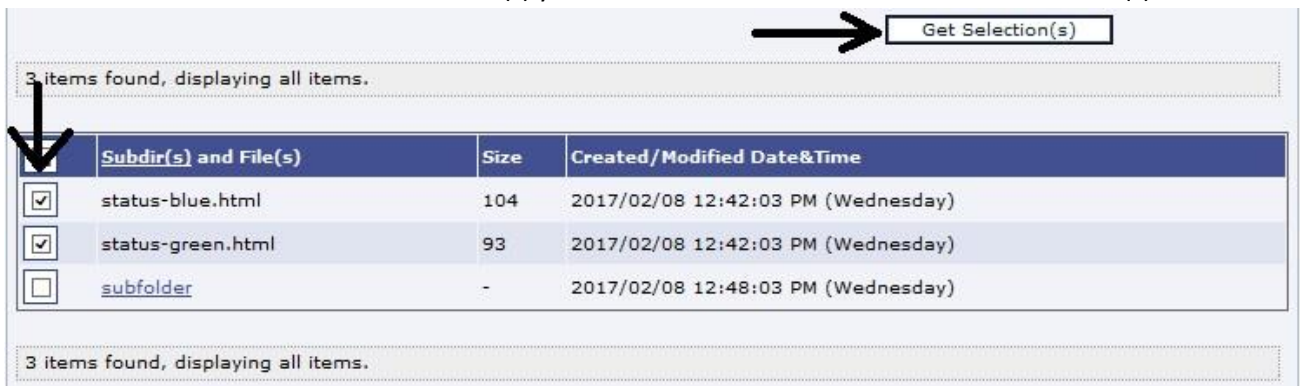 Get Selection(s)
3 items found, displaying all items.
Subdir(s) and File(s) Size Created/Modified Date&Time
status-blue.html 104 2017/02/08 12:42:03 PM (Wednesday)
status-green.html 93 2017/02/08 12:42:03 PM (Wednesday)
subfolder - 2017/02/08 12:48:03 PM (Wednesday)
3 items found, displaying all items.